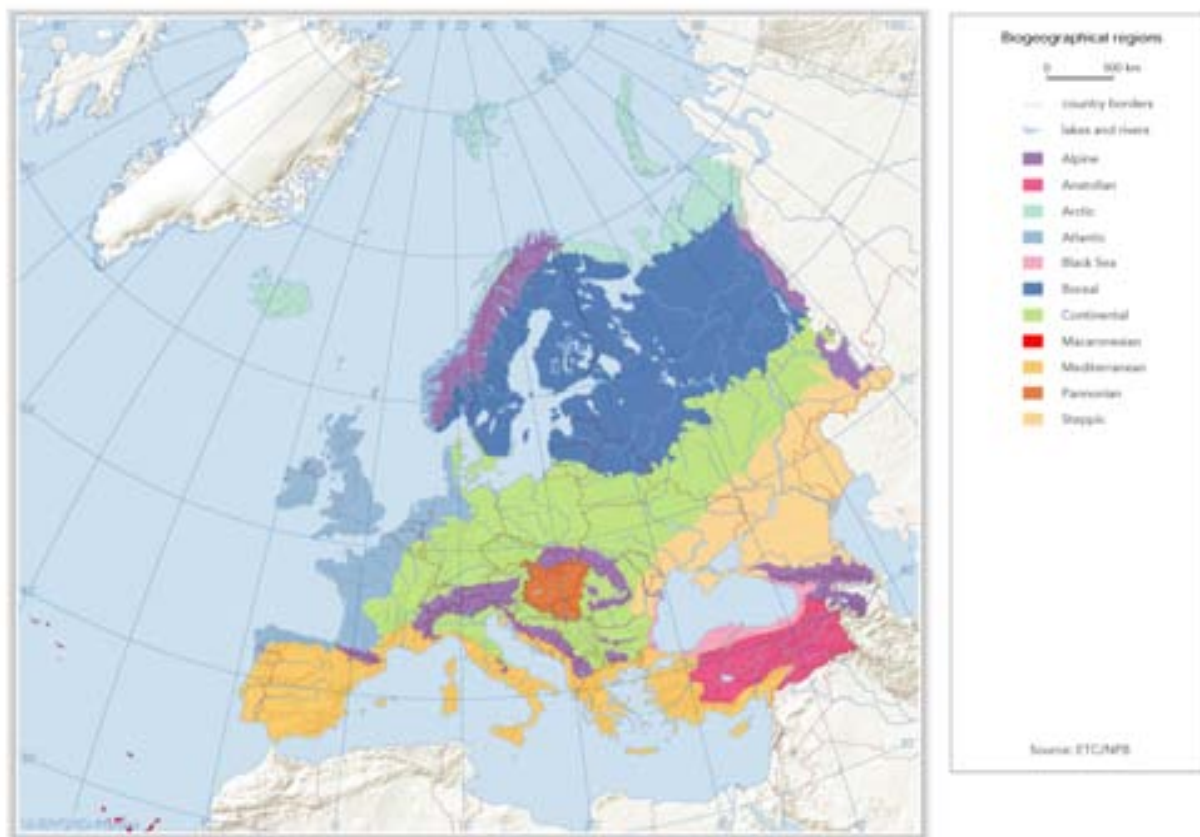 Biogeographical regions
0 500 km
country borders
lakes and rivers
Alpine
Anatolian
Arctic
Atlantic
Black Sea
Boreal
Continental
Macaronesian
Mediterranean
Pannonian
Steppic
Source: ETC/NPB